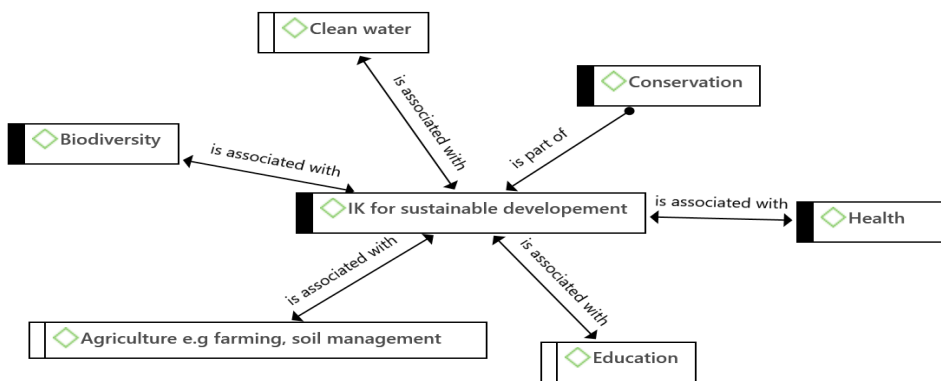 Clean water
Conservation
Biodiversity
is associated with
is associated with
is part of
IK for sustainable developement
is associated with
Health
is associated with
is associated with
Agriculture e.g farming, soil management
Education